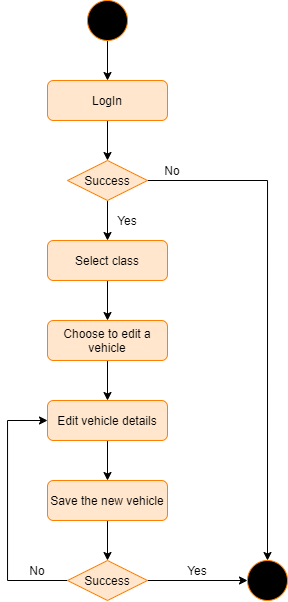 LogIn
Success
No
Yes
Select class
Choose to edit a
vehicle
Edit vehicle details
Save the new vehicle
No
Success
Yes